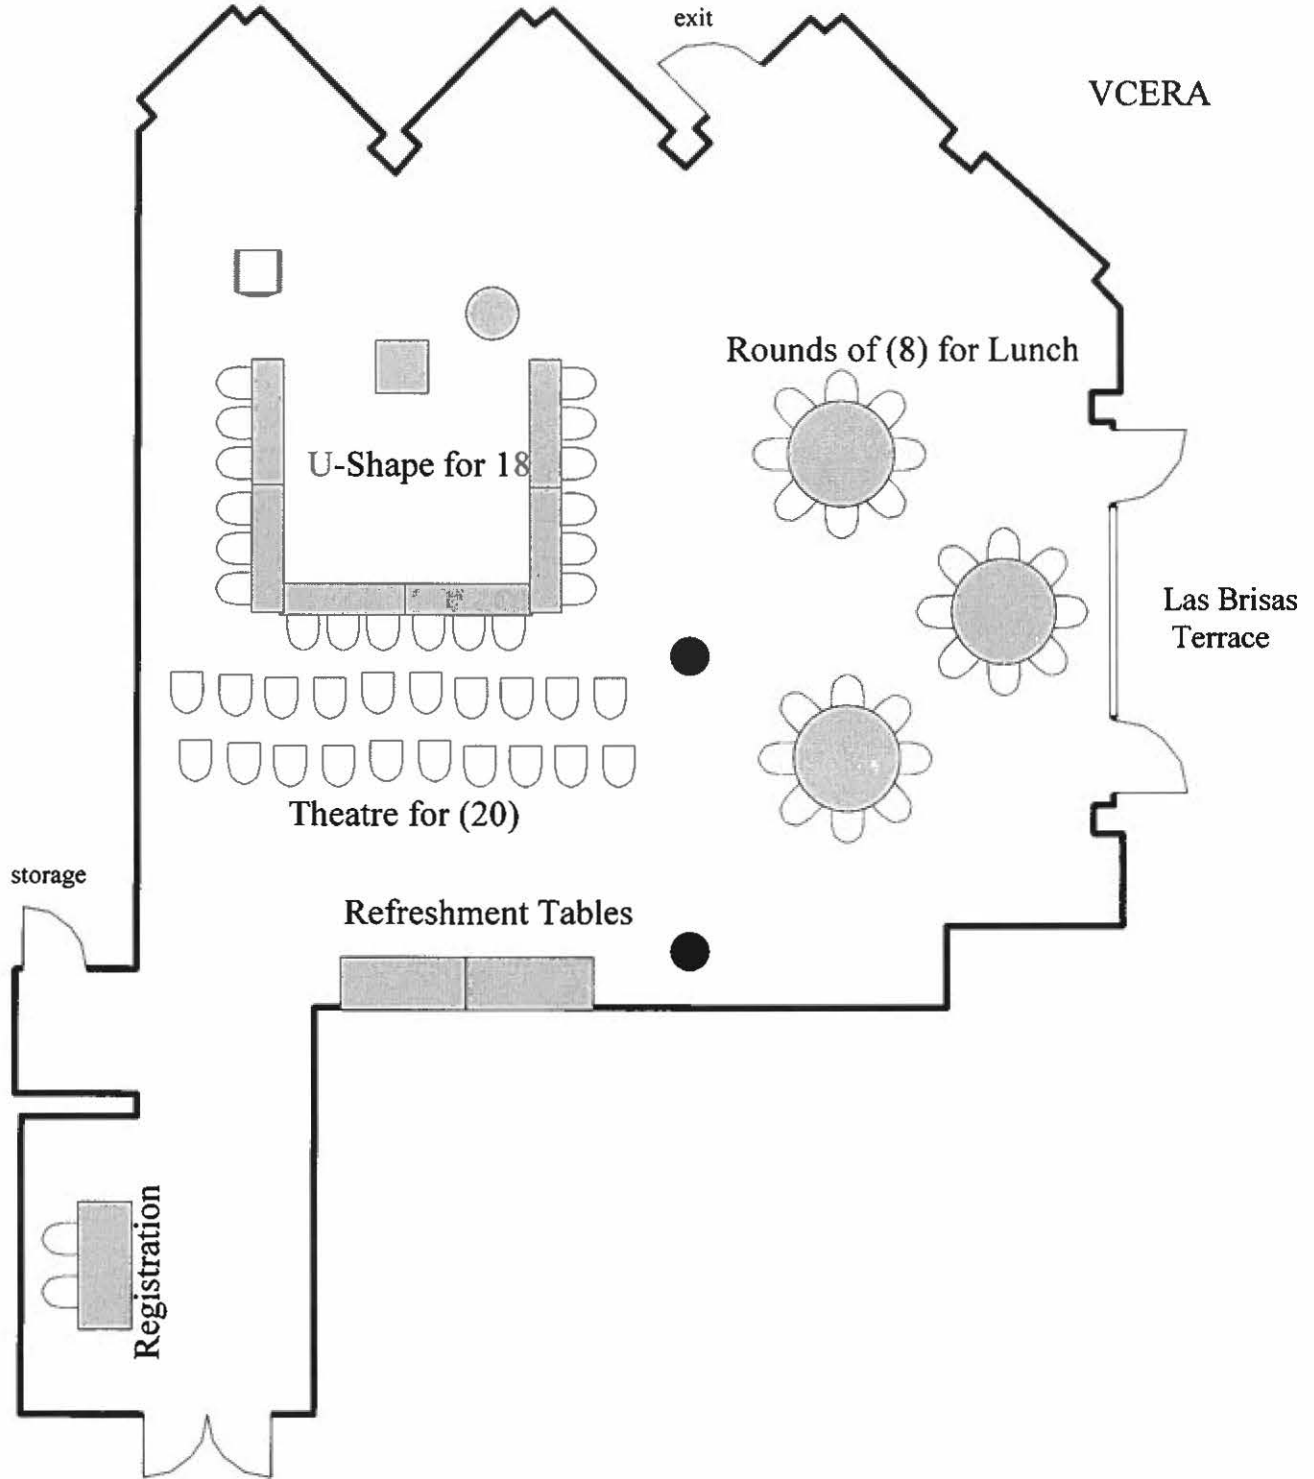 exit
VCERA
Rounds of (8) for Lunch
U-Shape for 18
Las Brisas
Terrace
Theatre for (20)
storage
Refreshment Tables
Registration